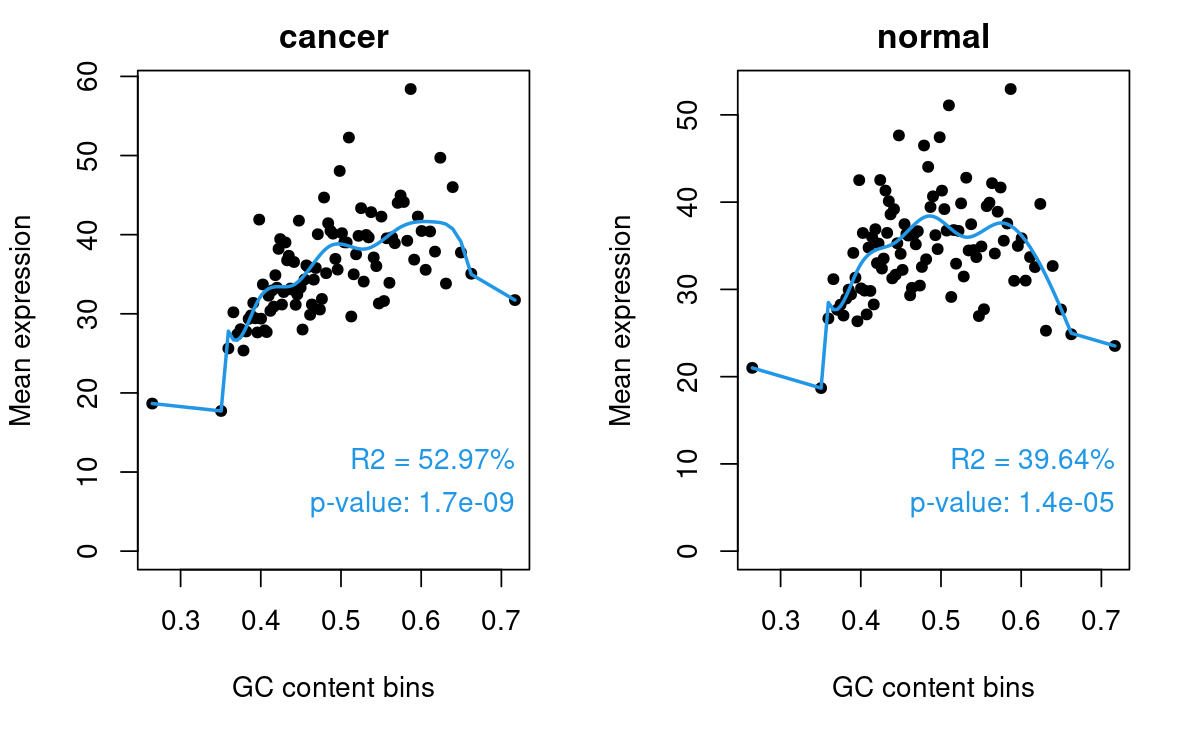 cancer
Mean expression
60
50
40
30
20
10
0
R2 = 52.97%
p-value: 1.7e-09
0.3 0.4 0.5 0.6 0.7
GC content bins
normal
Mean expression
50
40
30
20
10
0
R2 = 39.64%
p-value: 1.4e-05
0.3 0.4 0.5 0.6 0.7
GC content bins